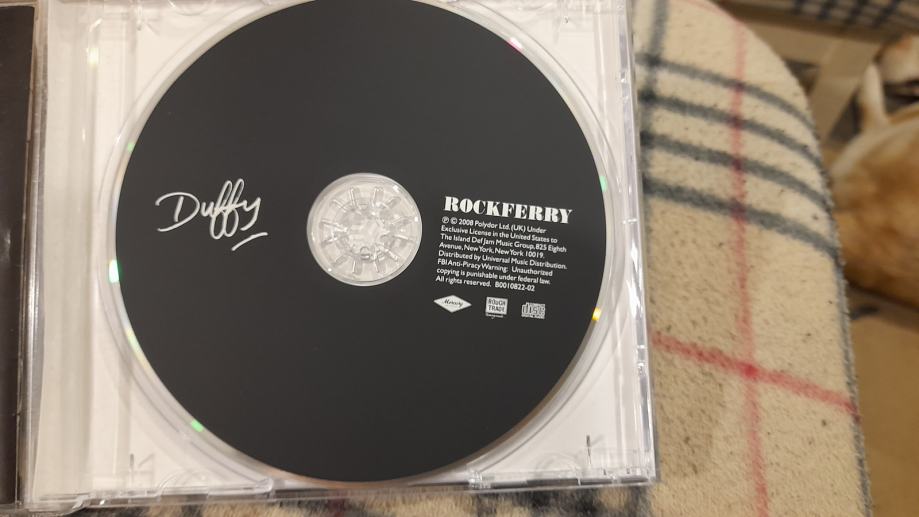 Duffy
ROCKFERRY
℗ © 2008 Polydor Ltd. (UK) Under
Exclusive License in the United States to
The Island Def Jam Music Group, 825 Eighth
Avenue, New York, New York 10019.
Distributed by Universal Music Distribution.
FBI Anti-Piracy Warning: Unauthorized
copying is punishable under federal law.
All rights reserved. B0010822-02
Mercury
ROUGH
TRADE
disc